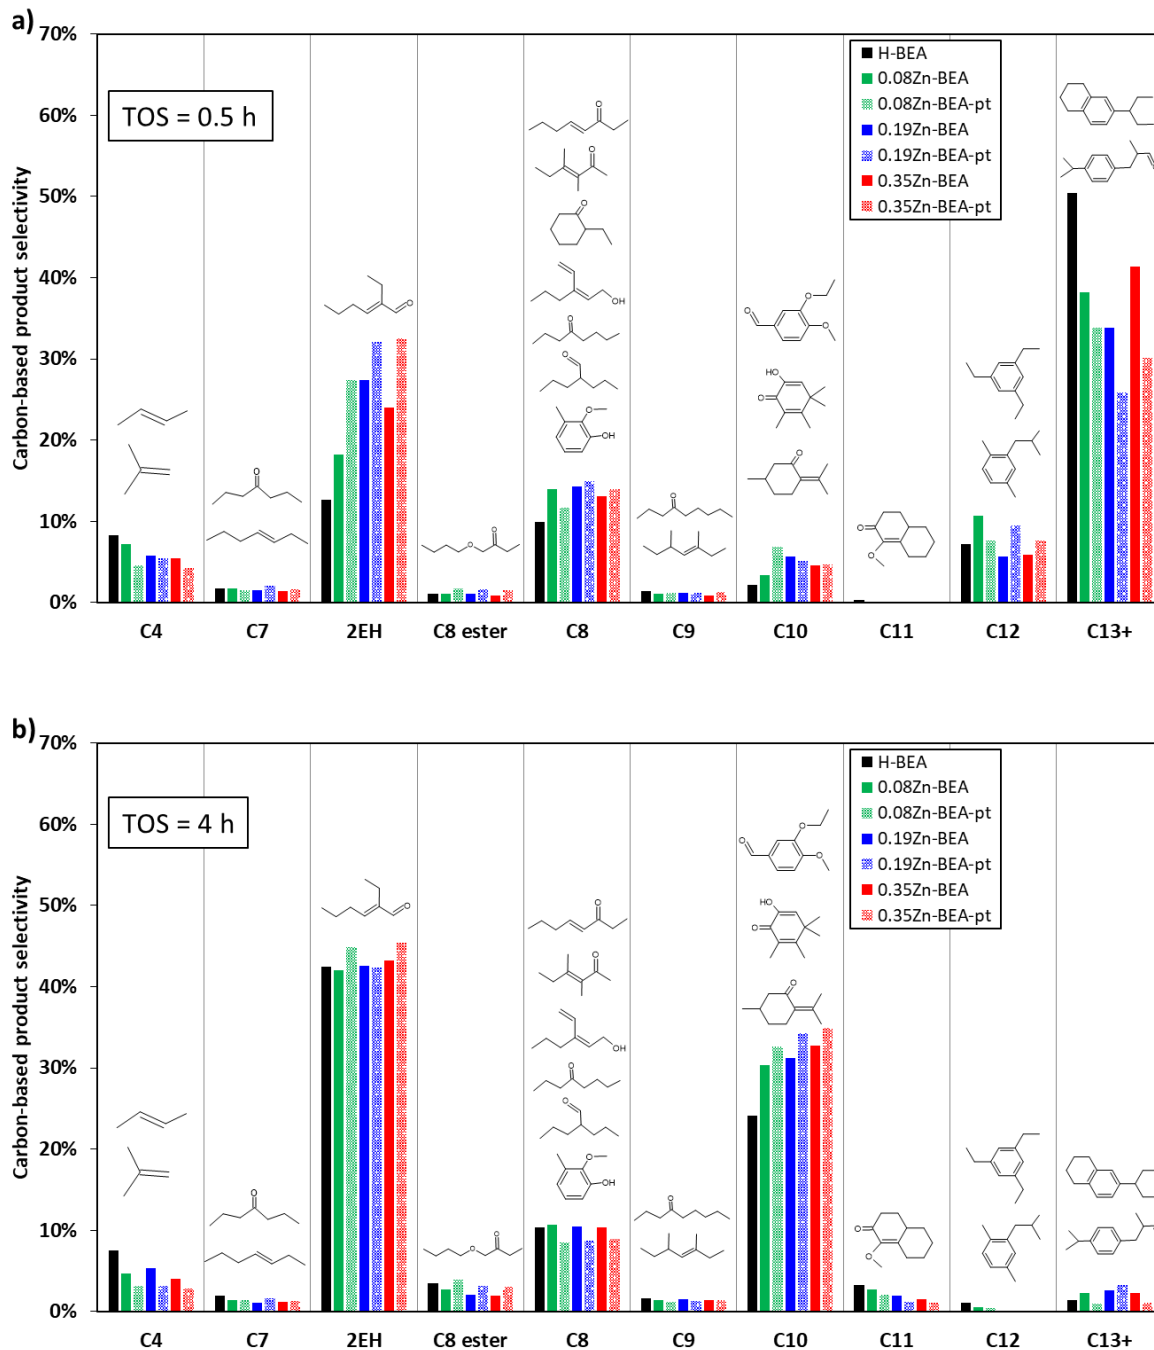 a)
70%
60%
50%
40%
30%
20%
10%
0%
Carbon-based product selectivity
TOS = 0.5 h
H-BEA
0.08Zn-BEA
0.08Zn-BEA-pt
0.19Zn-BEA
0.19Zn-BEA-pt
0.35Zn-BEA
0.35Zn-BEA-pt
O
O
O
OH
O
O
O
OH
O
O
O
O
O
HO
O
O
O
O
O
O
C4
C7
2EH
C8 ester
C8
C9
C10
C11
C12
C13+
b)
70%
60%
50%
40%
30%
20%
10%
0%
Carbon-based product selectivity
TOS = 4 h
H-BEA
0.08Zn-BEA
0.08Zn-BEA-pt
0.19Zn-BEA
0.19Zn-BEA-pt
0.35Zn-BEA
0.35Zn-BEA-pt
O
O
O
O
O
O
OH
O
O
O
OH
O
O
O
O
HO
O
O
O
O
C4
C7
2EH
C8 ester
C8
C9
C10
C11
C12
C13+